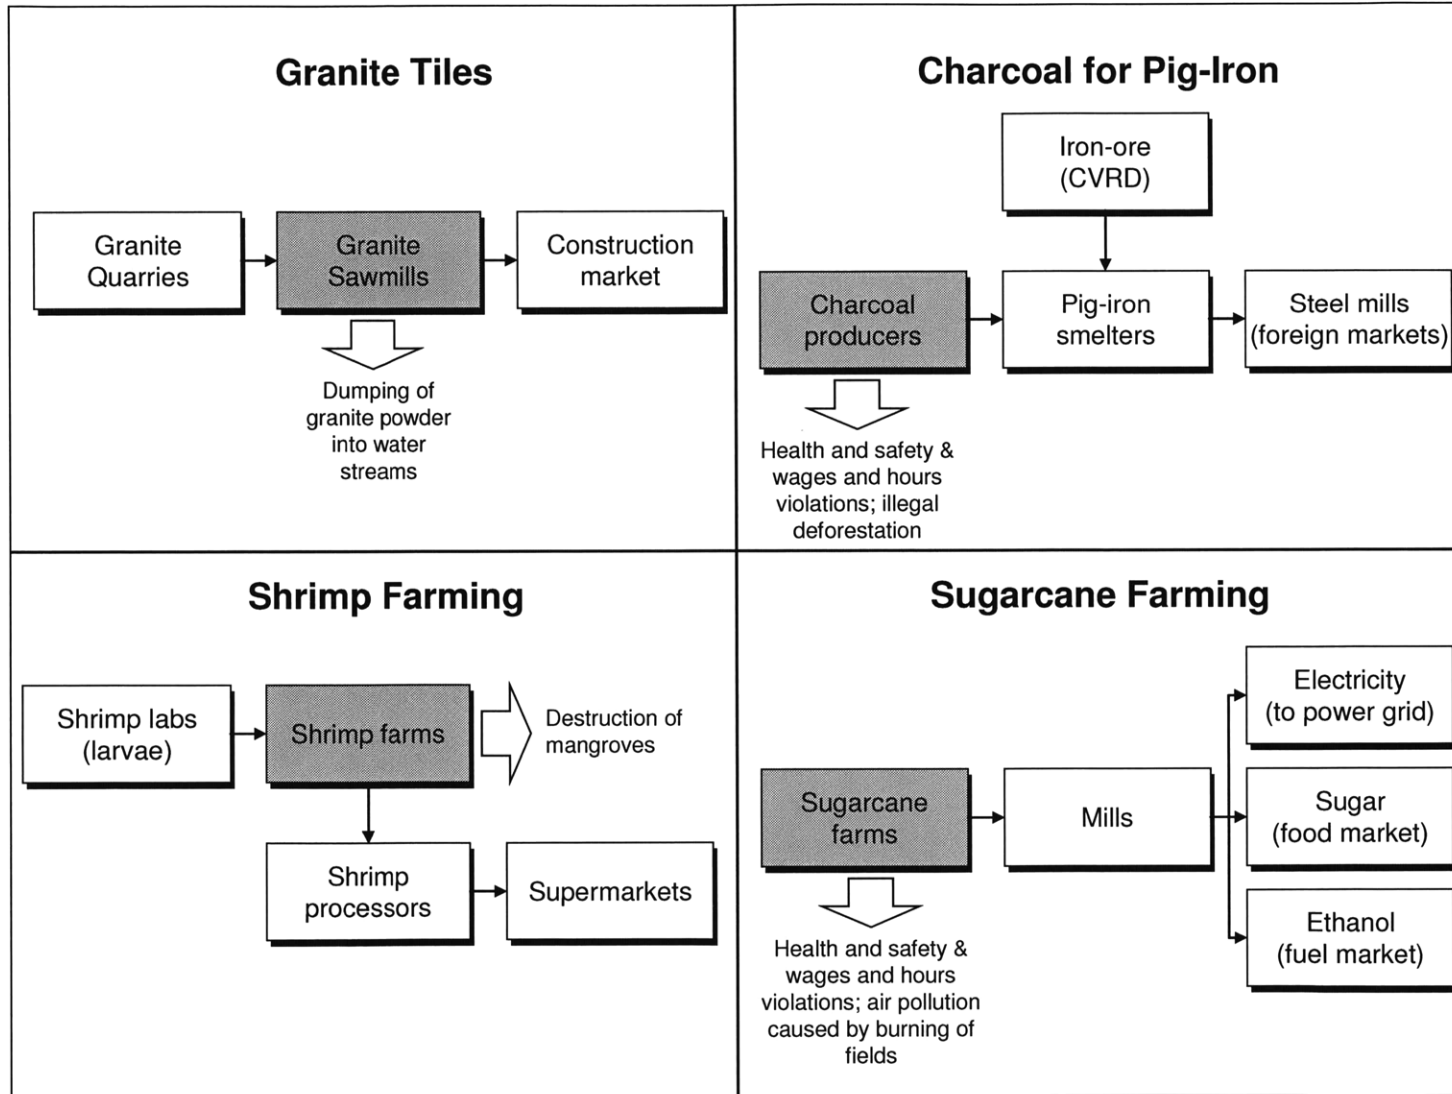 Granite Tiles
Granite
Quarries
Granite
Sawmills
Construction
market
Dumping of
granite powder
into water
streams
Charcoal for Pig-Iron
Iron-ore
(CVRD)
Charcoal
producers
Pig-iron
smelters
Steel mills
(foreign markets)
Health and safety &
wages and hours
violations; illegal
deforestation
Shrimp Farming
Shrimp labs
(larvae)
Shrimp farms
Destruction of
mangroves
Shrimp
processors
Supermarkets
Sugarcane Farming
Sugarcane
farms
Mills
Electricity
(to power grid)
Sugar
(food market)
Ethanol
(fuel market)
Health and safety &
wages and hours
violations; air pollution
caused by burning of
fields